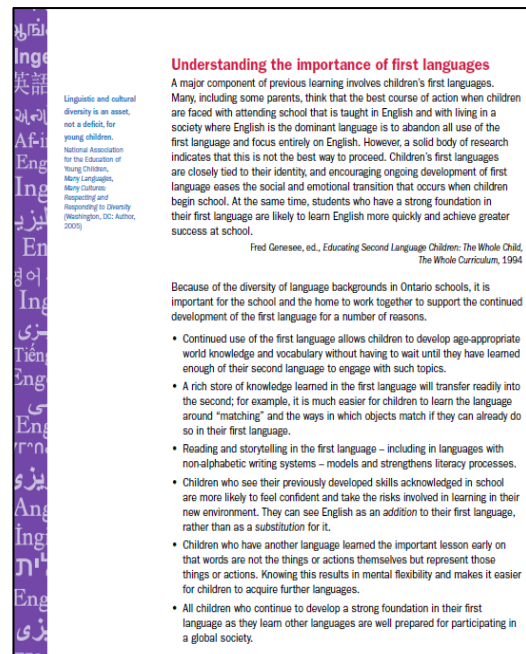 Understanding the importance of first languages
A major component of previous learning involves children's first languages.
Many, including some parents, think that the best course of action when children
are faced with attending school that is taught in English and with living in a
society where English is the dominant language is to abandon all use of the
first language and focus entirely on English. However, a solid body of research
indicates that this is not the best way to proceed. Children's first languages
are closely tied to their identity, and encouraging ongoing development of first
language eases the social and emotional transition that occurs when children
begin school. At the same time, students who have a strong foundation in
their first language are likely to learn English more quickly and achieve greater
success at school.
Fred Genesee, ed., Educating Second Language Children: The Whole Child,
The Whole Curriculum, 1994
Linguistic and cultural
diversity is an asset,
not a deficit, for
young children.
National Association
for the Education of
Young Children,
Many Languages,
Many Cultures:
Respecting and
Responding to Diversity
(Washington, DC: Author,
2005)
Because of the diversity of language backgrounds in Ontario schools, it is
important for the school and the home to work together to support the continued
development of the first language for a number of reasons.
• Continued use of the first language allows children to develop age-appropriate
world knowledge and vocabulary without having to wait until they have learned
enough of their second language to engage with such topics.
• A rich store of knowledge learned in the first language will transfer readily into
the second; for example, it is much easier for children to learn the language
around "matching" and the ways in which objects match if they can already do
so in their first language.
• Reading and storytelling in the first language – including in languages with
non-alphabetic writing systems – models and strengthens literacy processes.
• Children who see their previously developed skills acknowledged in school
are more likely to feel confident and take the risks involved in learning in their
new environment. They can see English as an addition to their first language,
rather than as a substitution for it.
• Children who have another language learned the important lesson early on
that words are not the things or actions themselves but represent those
things or actions. Knowing this results in mental flexibility and makes it easier
for children to acquire further languages.
• All children who continue to develop a strong foundation in their first
language as they learn other languages are well prepared for participating in
a global society.